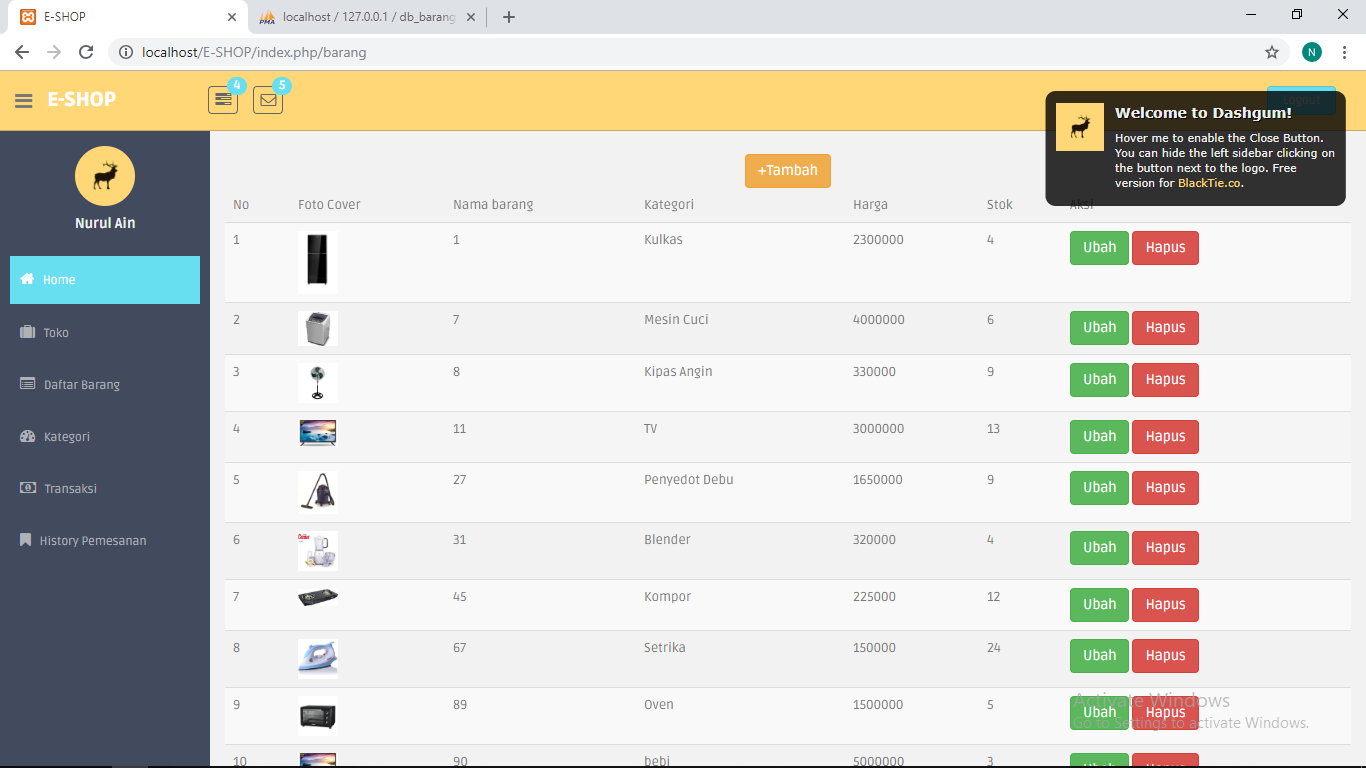 E-SHOP
localhost / 127.0.0.1 / db_barang
localhost/E-SHOP/index.php/barang
N
E-SHOP
4
5
Logout
Welcome to Dashgum!
Hover me to enable the Close Button.
You can hide the left sidebar clicking on
the button next to the logo. Free
version for BlackTie.co.
Nurul Ain
Home
Toko
Daftar Barang
Kategori
Transaksi
History Pemesanan
+Tambah
No Foto Cover Nama barang Kategori Harga Stok Aksi
1 1 Kulkas 2300000 4 Ubah Hapus
2 7 Mesin Cuci 4000000 6 Ubah Hapus
3 8 Kipas Angin 330000 9 Ubah Hapus
4 11 TV 3000000 13 Ubah Hapus
5 27 Penyedot Debu 1650000 9 Ubah Hapus
6 31 Blender 320000 4 Ubah Hapus
7 45 Kompor 225000 12 Ubah Hapus
8 67 Setrika 150000 24 Ubah Hapus
9 89 Oven 1500000 5 Ubah Hapus
10 90 bebi 5000000 3 Ubah Hapus
Activate Windows
Go to Settings to activate Windows.